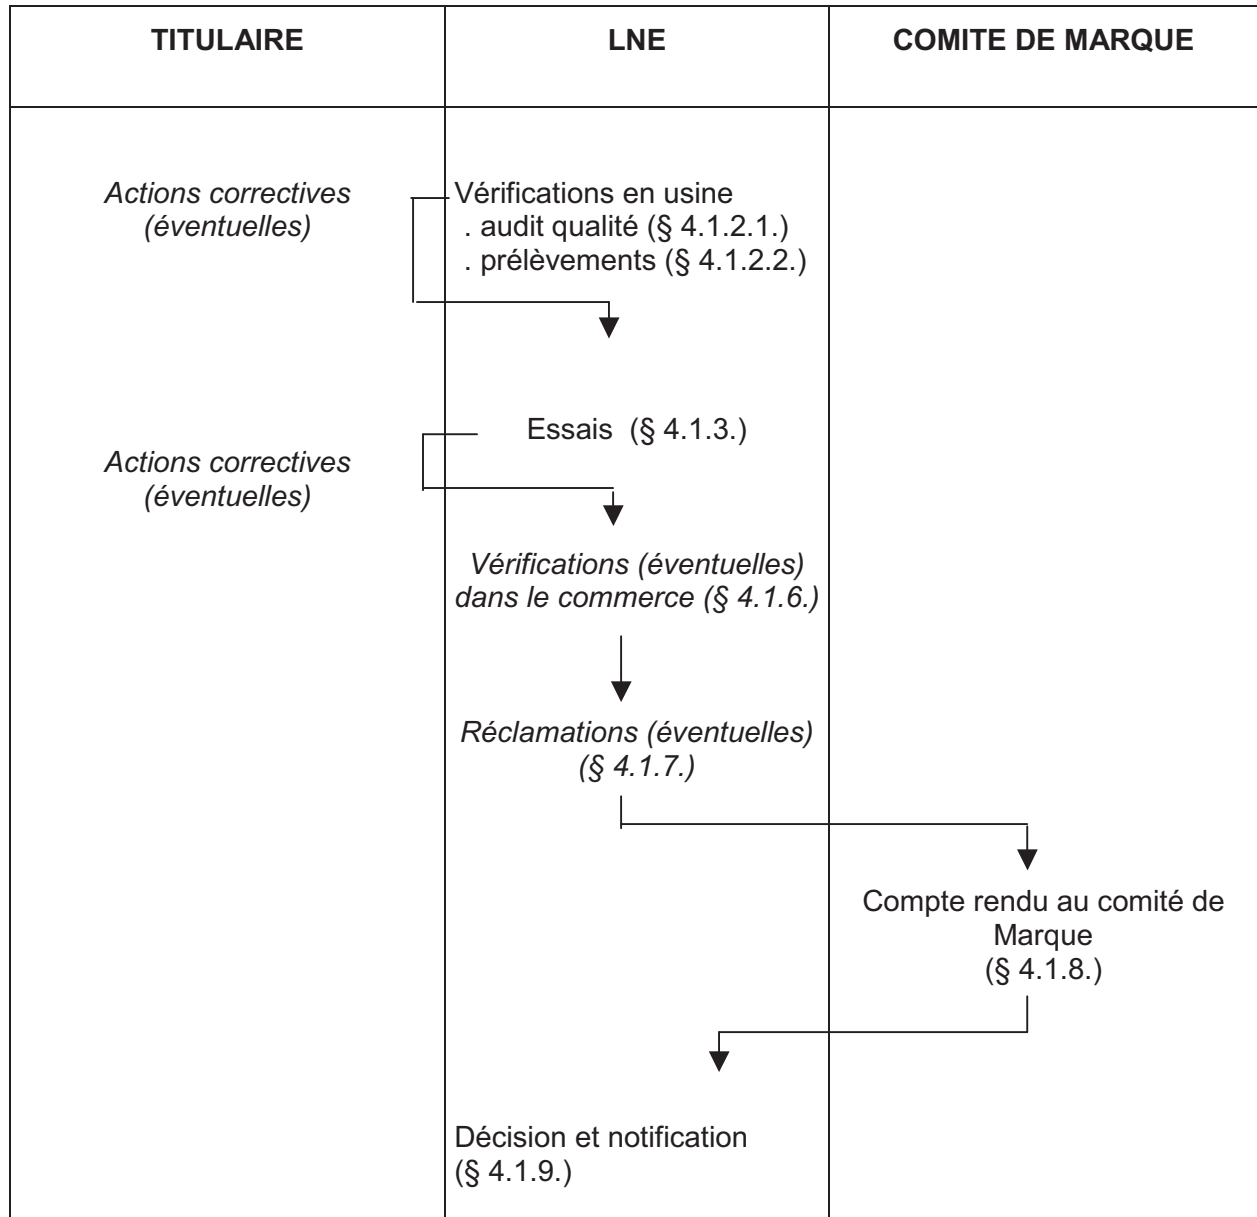 TITULAIRE
LNE
COMITE DE MARQUE
Actions correctives
(éventuelles)
Vérifications en usine
. audit qualité (§ 4.1.2.1.)
. prélèvements (§ 4.1.2.2.)
Essais (§ 4.1.3.)
Actions correctives
(éventuelles)
Vérifications (éventuelles)
dans le commerce (§ 4.1.6.)
Réclamations (éventuelles)
(§ 4.1.7.)
Compte rendu au comité de
Marque
(§ 4.1.8.)
Décision et notification
(§ 4.1.9.)